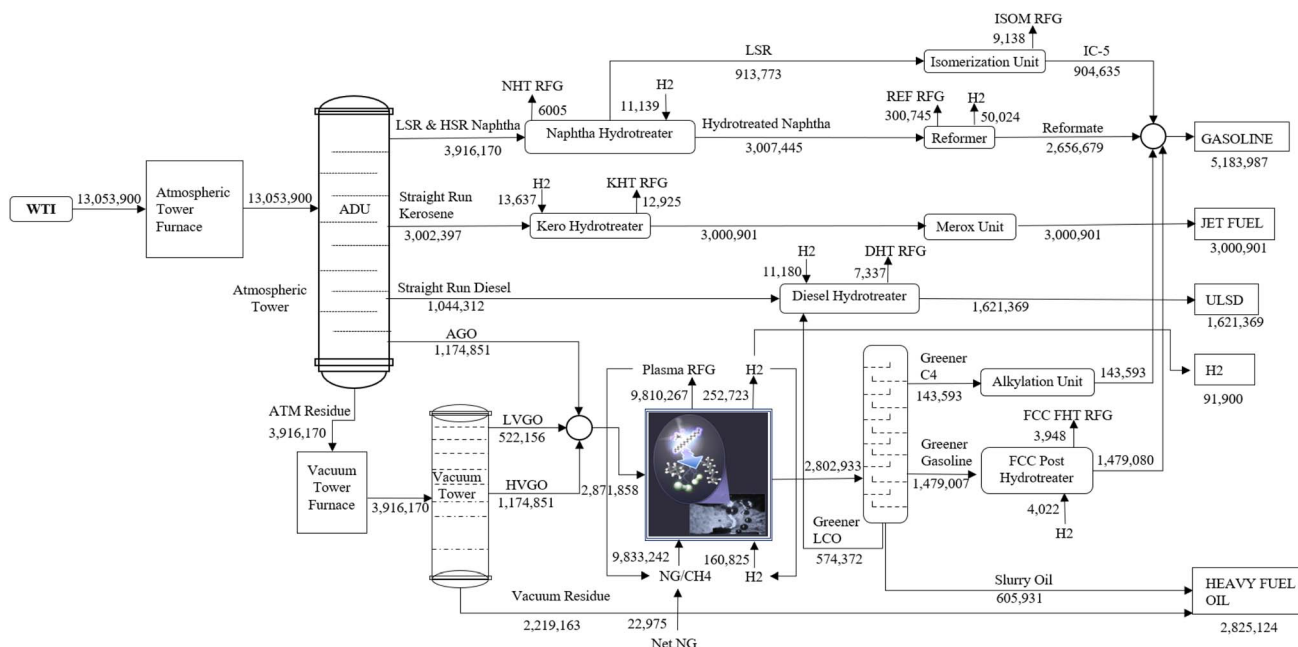 ISOM RFG
9,138
LSR
913,773
Isomerization Unit
IC-5
904,635
NHT RFG
6005
H2
11,139
REF RFG
300,745
H2
50,024
LSR & HSR Naphtha
3,916,170
Naphtha Hydrotreater
Hydrotreated Naphtha
3,007,445
Reformer
Reformate
2,656,679
GASOLINE
5,183,987
WTI
13,053,900
Atmospheric
Tower
Furnace
13,053,900
ADU
Straight Run
Kerosene
3,002,397
H2
13,637
KHT RFG
12,925
Kero Hydrotreater
3,000,901
Merox Unit
3,000,901
JET FUEL
3,000,901
Atmospheric
Tower
Straight Run Diesel
1,044,312
H2
11,180
DHT RFG
7,337
Diesel Hydrotreater
1,621,369
ULSD
1,621,369
AGO
1,174,851
Plasma RFG
9,810,267
H2
252,723
Greener
C4
143,593
Alkylation Unit
143,593
H2
91,900
ATM Residue
3,916,170
Vacuum
Tower
Furnace
3,916,170
Vacuum
Tower
LVGO
522,156
HVGO
1,174,851
2,871,858
2,802,933
Greener
Gasoline
1,479,007
FCC FHT RFG
3,948
FCC Post
Hydrotreater
1,479,080
4,022
H2
Greener
LCO
574,372
9,833,242
NG/CH4
160,825
H2
Vacuum Residue
2,219,163
22,975
Net NG
Slurry Oil
605,931
HEAVY FUEL
OIL
2,825,124